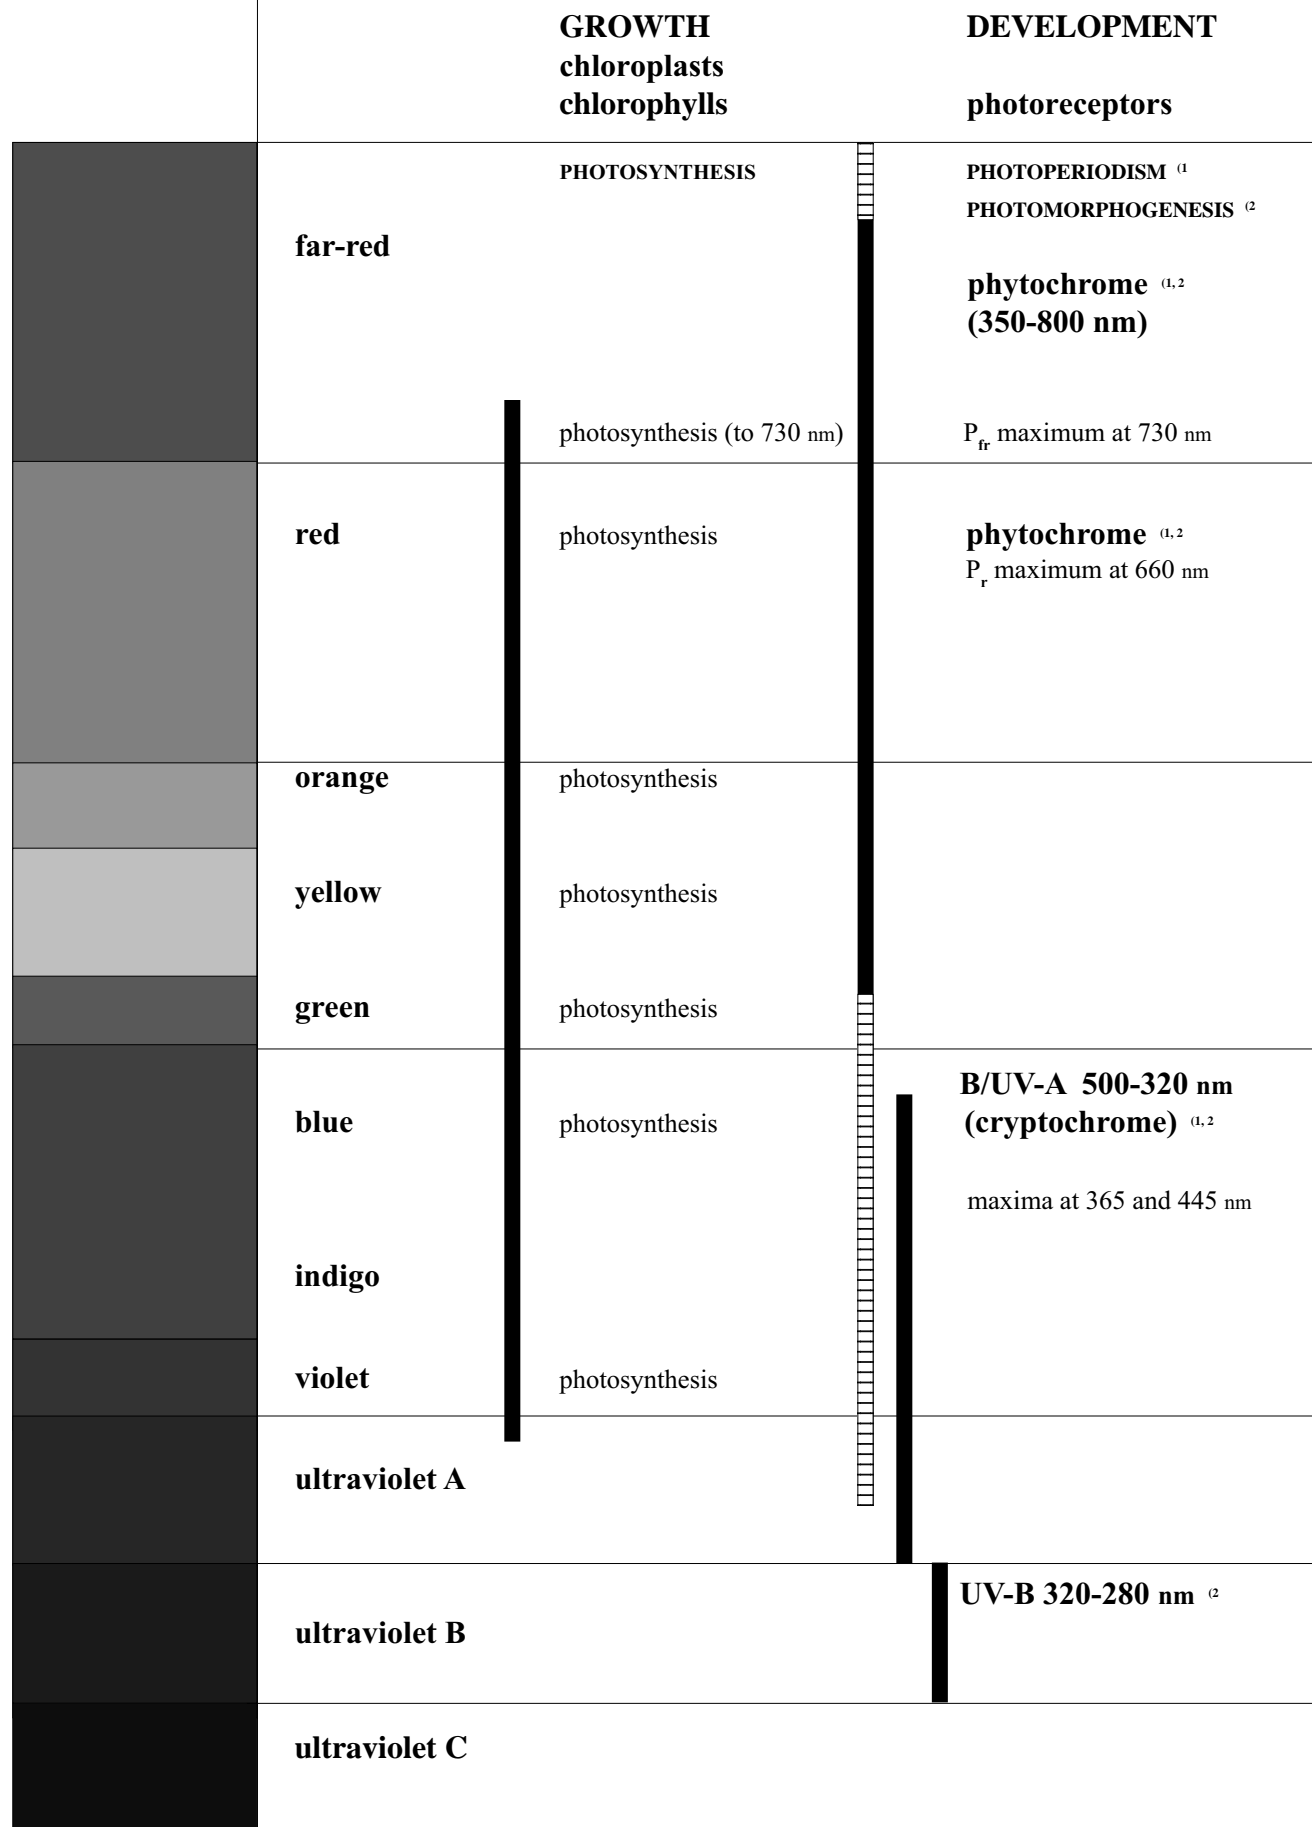 GROWTH
chloroplasts
chlorophylls
DEVELOPMENT
photoreceptors
PHOTOSYNTHESIS
PHOTOPERIODISM (1
PHOTOMORPHOGENESIS (2
far-red
phytochrome (1, 2
(350-800 nm)
photosynthesis (to 730 nm)
Pfr maximum at 730 nm
red
photosynthesis
phytochrome (1, 2
Pr maximum at 660 nm
orange
photosynthesis
yellow
photosynthesis
green
photosynthesis
B/UV-A 500-320 nm
(cryptochrome) (1, 2
blue
photosynthesis
maxima at 365 and 445 nm
indigo
violet
photosynthesis
ultraviolet A
UV-B 320-280 nm (2
ultraviolet B
ultraviolet C